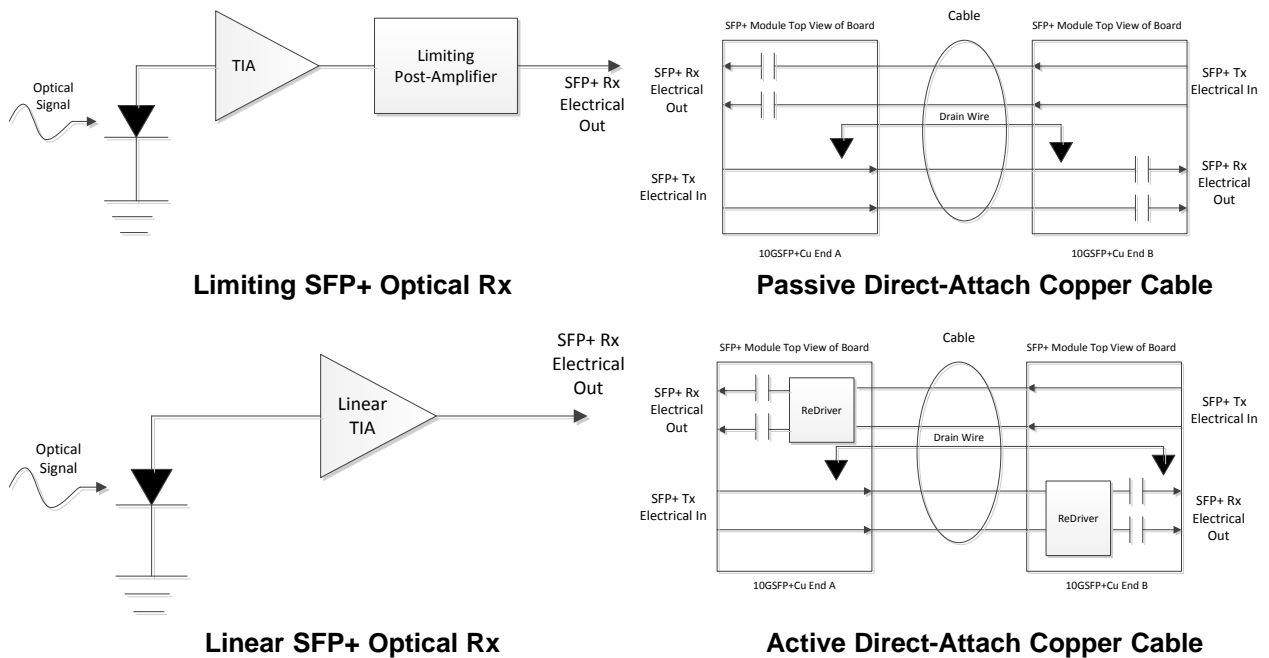 Optical
Signal
TIA
Limiting
Post-Amplifier
SFP+ Rx
Electrical
Out
Limiting SFP+ Optical Rx
Cable
SFP+ Module Top View of Board
SFP+ Module Top View of Board
SFP+ Rx
Electrical
Out
SFP+ Tx
Electrical In
Drain Wire
SFP+ Tx
Electrical In
SFP+ Rx
Electrical
Out
10GSFP+Cu End A
10GSFP+Cu End B
Passive Direct-Attach Copper Cable
Optical
Signal
Linear
TIA
SFP+ Rx
Electrical
Out
Linear SFP+ Optical Rx
Cable
SFP+ Module Top View of Board
SFP+ Module Top View of Board
SFP+ Rx
Electrical
Out
ReDriver
SFP+ Tx
Electrical In
Drain Wire
SFP+ Tx
Electrical In
ReDriver
SFP+ Rx
Electrical
Out
10GSFP+Cu End A
10GSFP+Cu End B
Active Direct-Attach Copper Cable